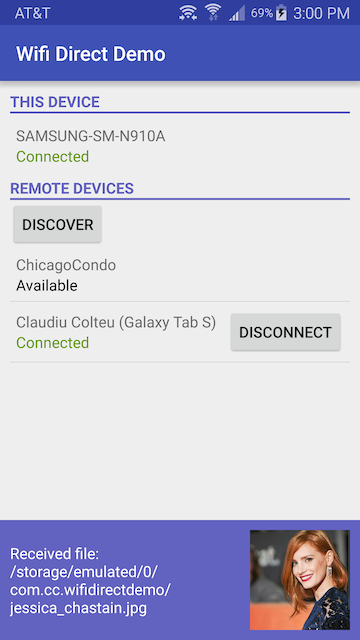 AT&T 69% 3:00 PM
Wifi Direct Demo
THIS DEVICE
SAMSUNG-SM-N910A
Connected
REMOTE DEVICES
DISCOVER
ChicagoCondo
Available
Claudiu Colteu (Galaxy Tab S)
Connected
DISCONNECT
Received file:
/storage/emulated/0/
com.cc.wifidirectdemo/
jessica_chastain.jpg